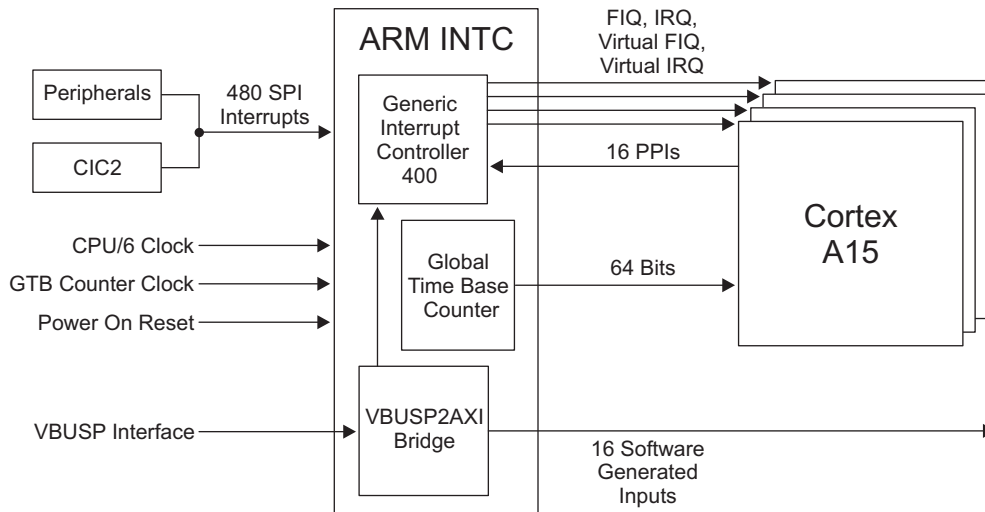 ARM INTC
FIQ, IRQ,
Virtual FIQ,
Virtual IRQ
Peripherals
CIC2
480 SPI
Interrupts
Generic
Interrupt
Controller
400
16 PPIs
Cortex
A15
CPU/6 Clock
GTB Counter Clock
Power On Reset
Global
Time Base
Counter
64 Bits
VBUSP Interface
VBUSP2AXI
Bridge
16 Software
Generated
Inputs